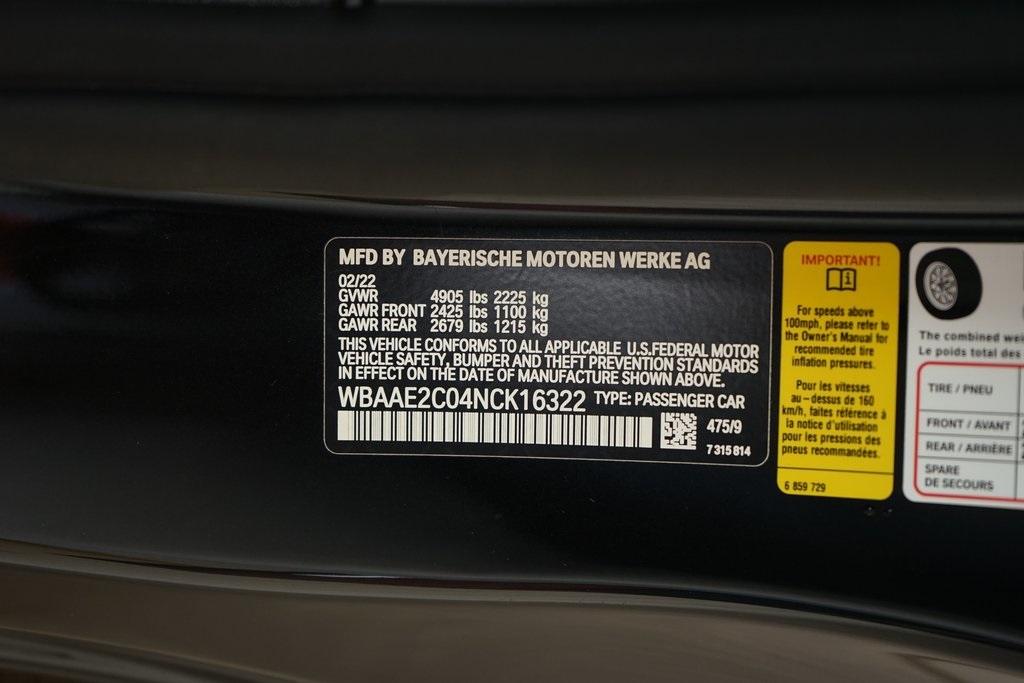 MFD BY BAYERISCHE MOTOREN WERKE AG
02/22
GVWR 4905 lbs 2225 kg
GAWR FRONT 2425 lbs 1100 kg
GAWR REAR 2679 lbs 1215 kg
THIS VEHICLE CONFORMS TO ALL APPLICABLE U.S.FEDERAL MOTOR
VEHICLE SAFETY, BUMPER AND THEFT PREVENTION STANDARDS
IN EFFECT ON THE DATE OF MANUFACTURE SHOWN ABOVE.
WBAAE2C04NCK16322 TYPE: PASSENGER CAR
475/9
7 315 814
IMPORTANT!
For speeds above
100mph, please refer to
the Owner's Manual for
recommended tire
inflation pressures.
Pour les vitesses
au-dessus de 160
km/h, faites référence à
la notice d'utilisation
pour les pressions des
pneus recommandées.
6 859 729
The combined
Le poids total des
TIRE / PNEU
FRONT / AVANT
REAR / ARRIÈRE
SPARE
DE SECOURS